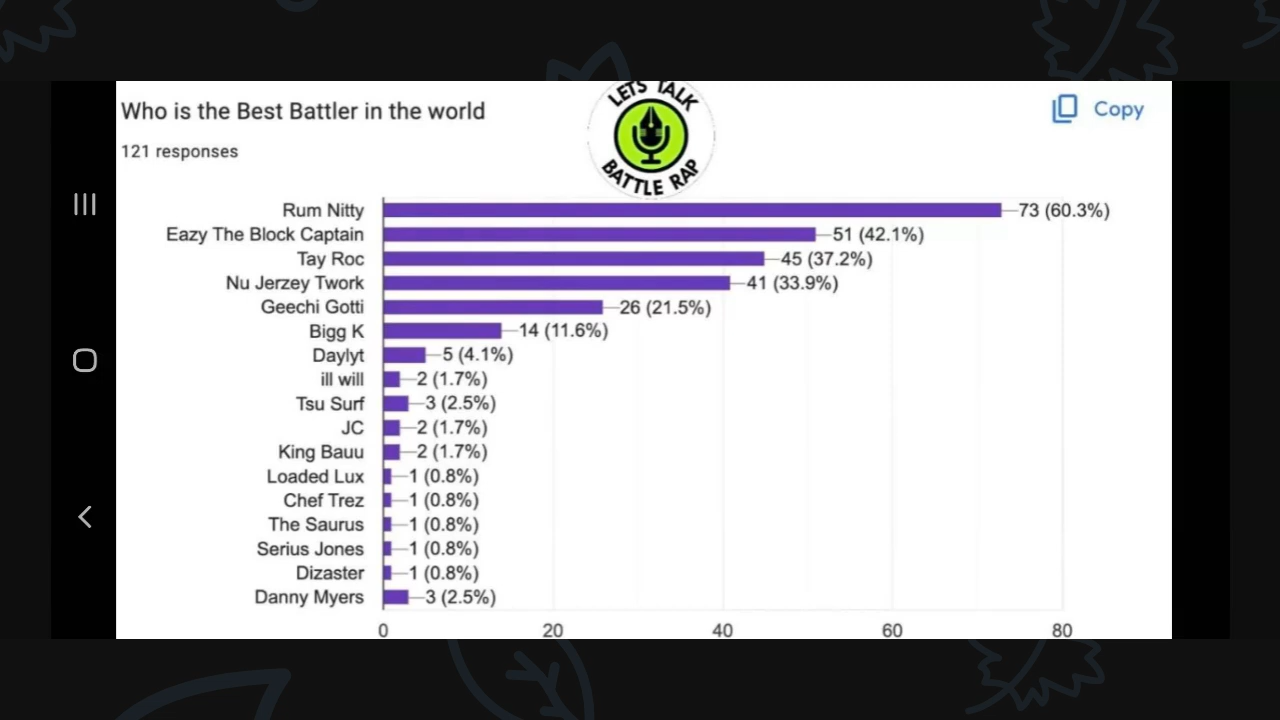 Who is the Best Battler in the world
121 responses
LETS TALK
BATTLE RAP
Copy
Rum Nitty 73 (60.3%)
Eazy The Block Captain 51 (42.1%)
Tay Roc 45 (37.2%)
Nu Jerzey Twork 41 (33.9%)
Geechi Gotti 26 (21.5%)
Bigg K 14 (11.6%)
Daylyt 5 (4.1%)
ill will 2 (1.7%)
Tsu Surf 3 (2.5%)
JC 2 (1.7%)
King Bauu 2 (1.7%)
Loaded Lux 1 (0.8%)
Chef Trez 1 (0.8%)
The Saurus 1 (0.8%)
Serius Jones 1 (0.8%)
Dizaster 1 (0.8%)
Danny Myers 3 (2.5%)
0 20 40 60 80